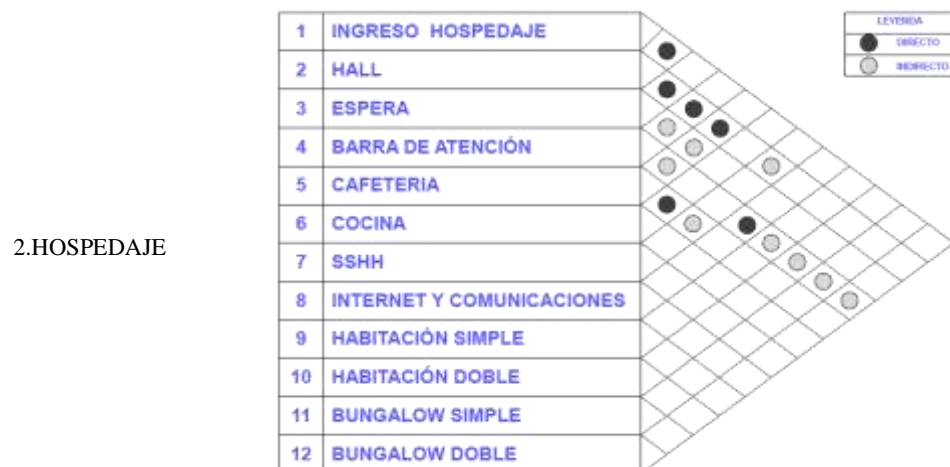 2.HOSPEDAJE
1 INGRESO HOSPEDAJE
2 HALL
3 ESPERA
4 BARRA DE ATENCIÓN
5 CAFETERIA
6 COCINA
7 SSHH
8 INTERNET Y COMUNICACIONES
9 HABITACIÓN SIMPLE
10 HABITACIÓN DOBLE
11 BUNGALOW SIMPLE
12 BUNGALOW DOBLE
LEYENDA
DIRECTO
INDIRECTO